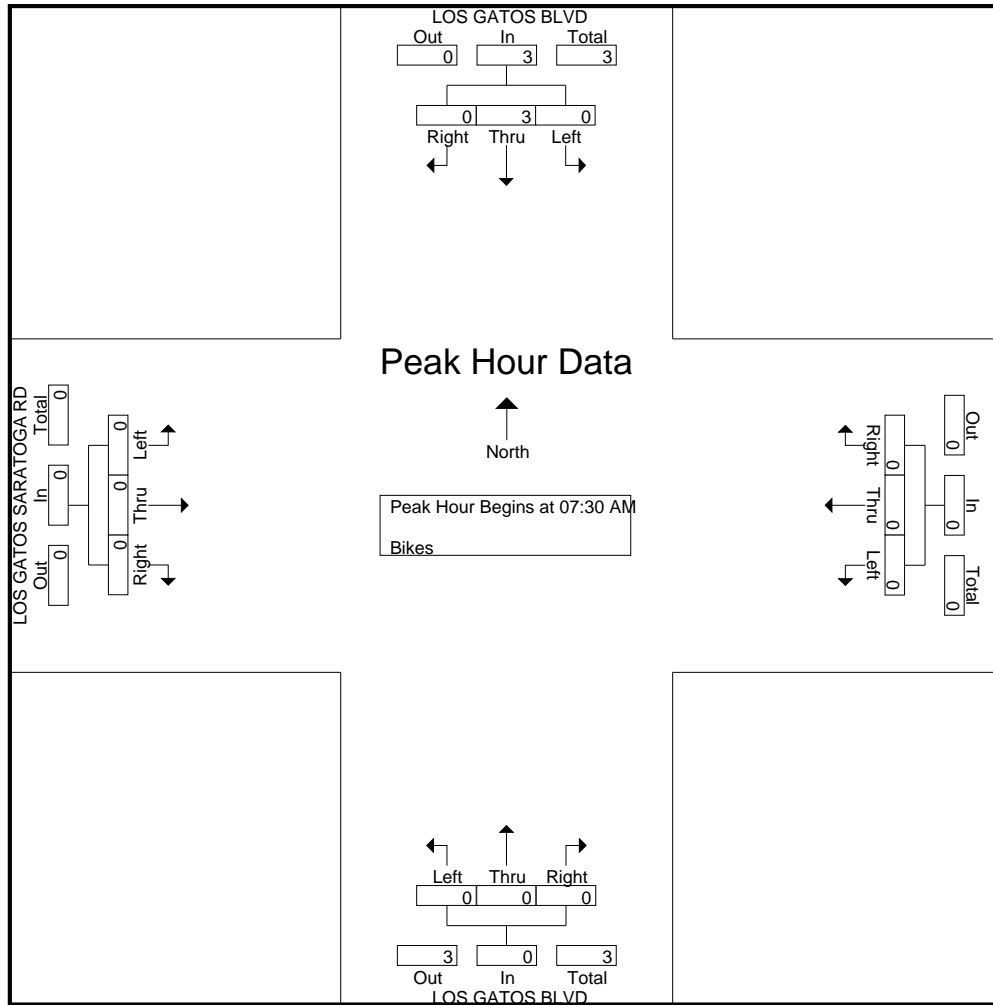 LOS GATOS BLVD
Out In Total
0 3 3
0 3 0
Right Thru Left
Peak Hour Data
North
Peak Hour Begins at 07:30 AM
Bikes
LOS GATOS SARATOGA RD
Out In Total
0 0 0
0 0 0
Right Thru Left
Right Thru Left
0 0 0
0 0 0
Out In Total
Left Thru Right
0 0 0
3 0 3
Out In Total
LOS GATOS BLVD